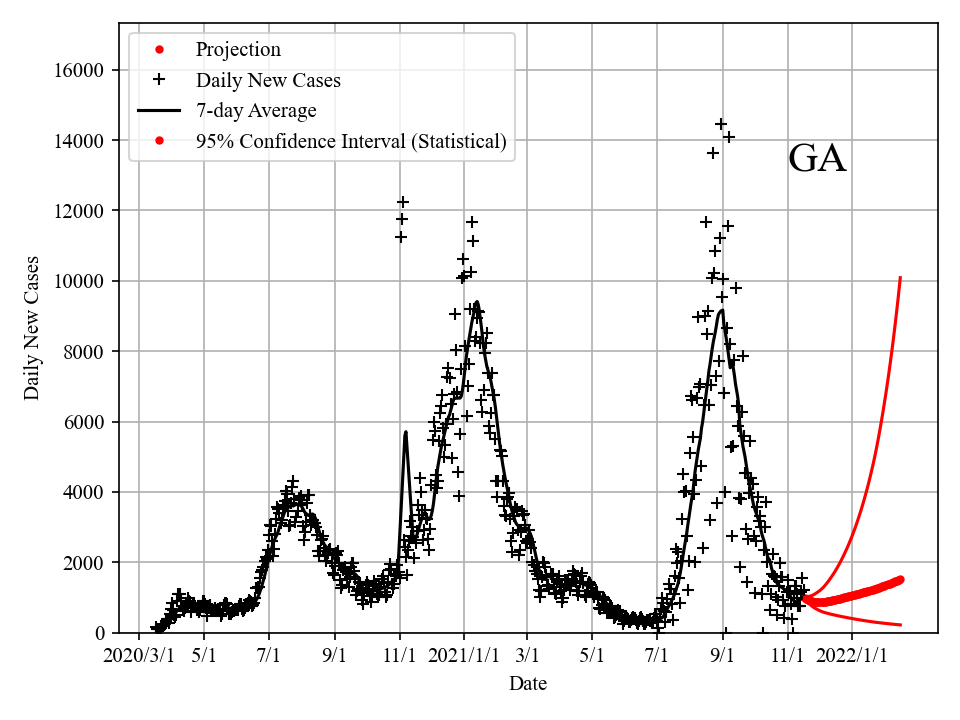 Projection
Daily New Cases
7-day Average
95% Confidence Interval (Statistical)
GA
Daily New Cases
16000
14000
12000
10000
8000
6000
4000
2000
0
2020/3/1 5/1 7/1 9/1 11/1 2021/1/1 3/1 5/1 7/1 9/1 11/1 2022/1/1
Date